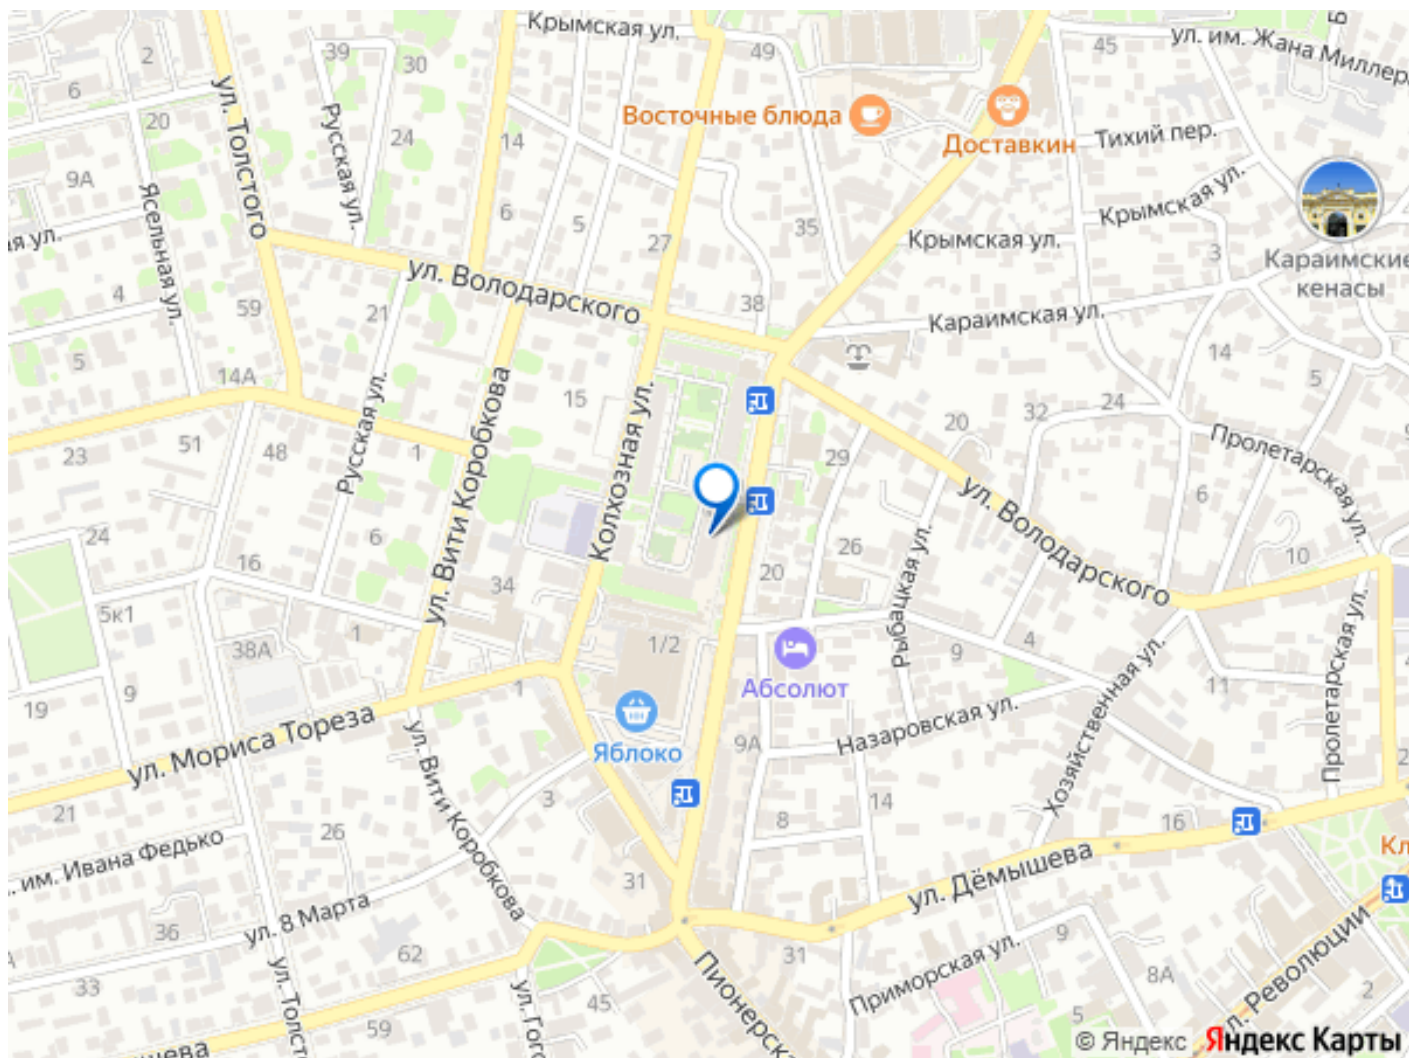 Крымская ул.
49
45
ул. им. Жана Миллера
2
39
30
6
ул. Толстого
20
Русская ул.
24
14
Восточные блюда
Доставкин
Тихий пер.
9А
Ясельная ул.
6
5
27
35
Крымская ул.
Крымская ул.
3
Караимские
кенасы
я ул.
4
59
21
ул. Володарского
38
Караимская ул.
5
14А
15
14
5
Русская ул.
ул. Вити Коробкова
Колхозная ул.
20
32
24
23
51
48
1
29
Пролетарская ул.
6
ул. Володарского
24
6
16
34
26
20
Рыбацкая ул.
10
5к1
1
38А
1/2
4
9
Пролетарская ул.
Хозяйственная ул.
9
19
1
Абсолют
11
ул. Мориса Тореза
Яблоко
9А
Назаровская ул.
ул. Вити Коробкова
21
3
8
14
16
26
. им. Ивана Федько
31
ул. Дёмышева
Кл
36
ул. 8 Марта
62
31
9
Приморская ул.
8А
ул. Революции
33
ул. Толст
59
ул. Гого
45
Пионерска
2
ышева
© Яндекс Яндекс Карты